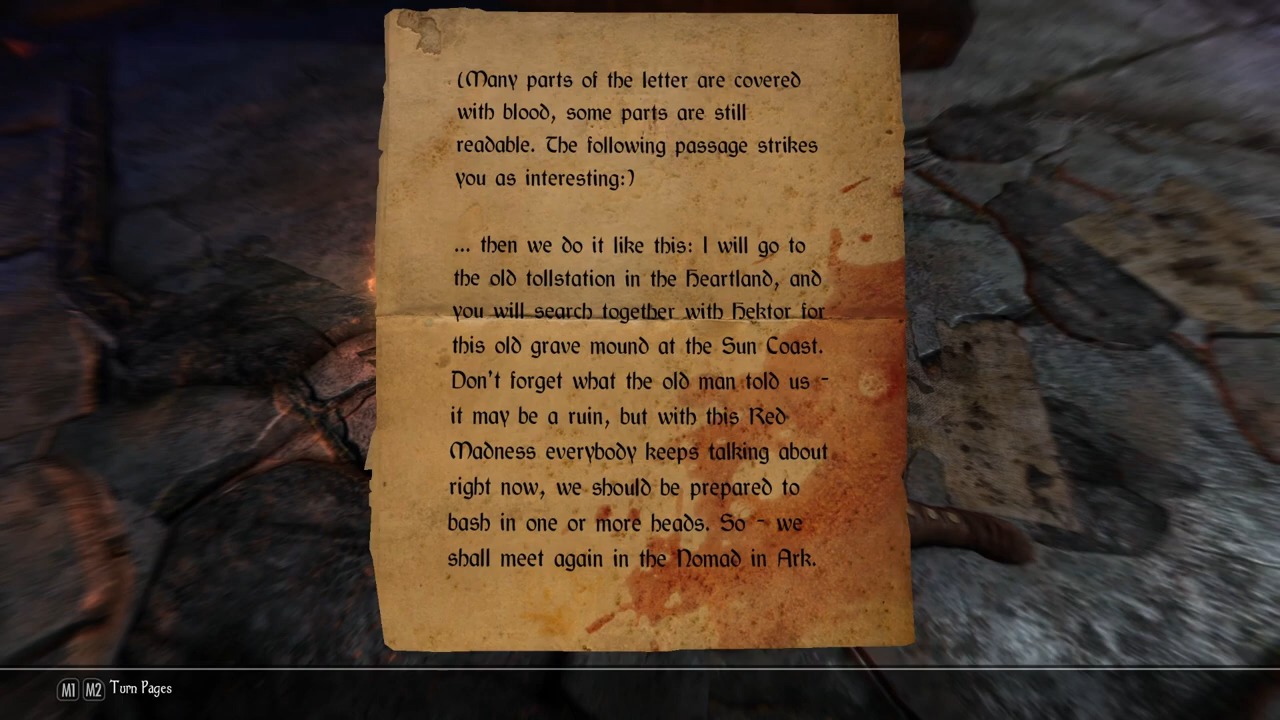 (Many parts of the letter are covered
with blood, some parts are still
readable. The following passage strikes
you as interesting:)
... then we do it like this: I will go to
the old tollstation in the Heartland, and
you will search together with Hektor for
this old grave mound at the Sun Coast.
Don't forget what the old man told us -
it may be a ruin, but with this Red
Madness everybody keeps talking about
right now, we should be prepared to
bash in one or more heads. So - we
shall meet again in the Nomad in Ark.
M1 M2 Turn Pages